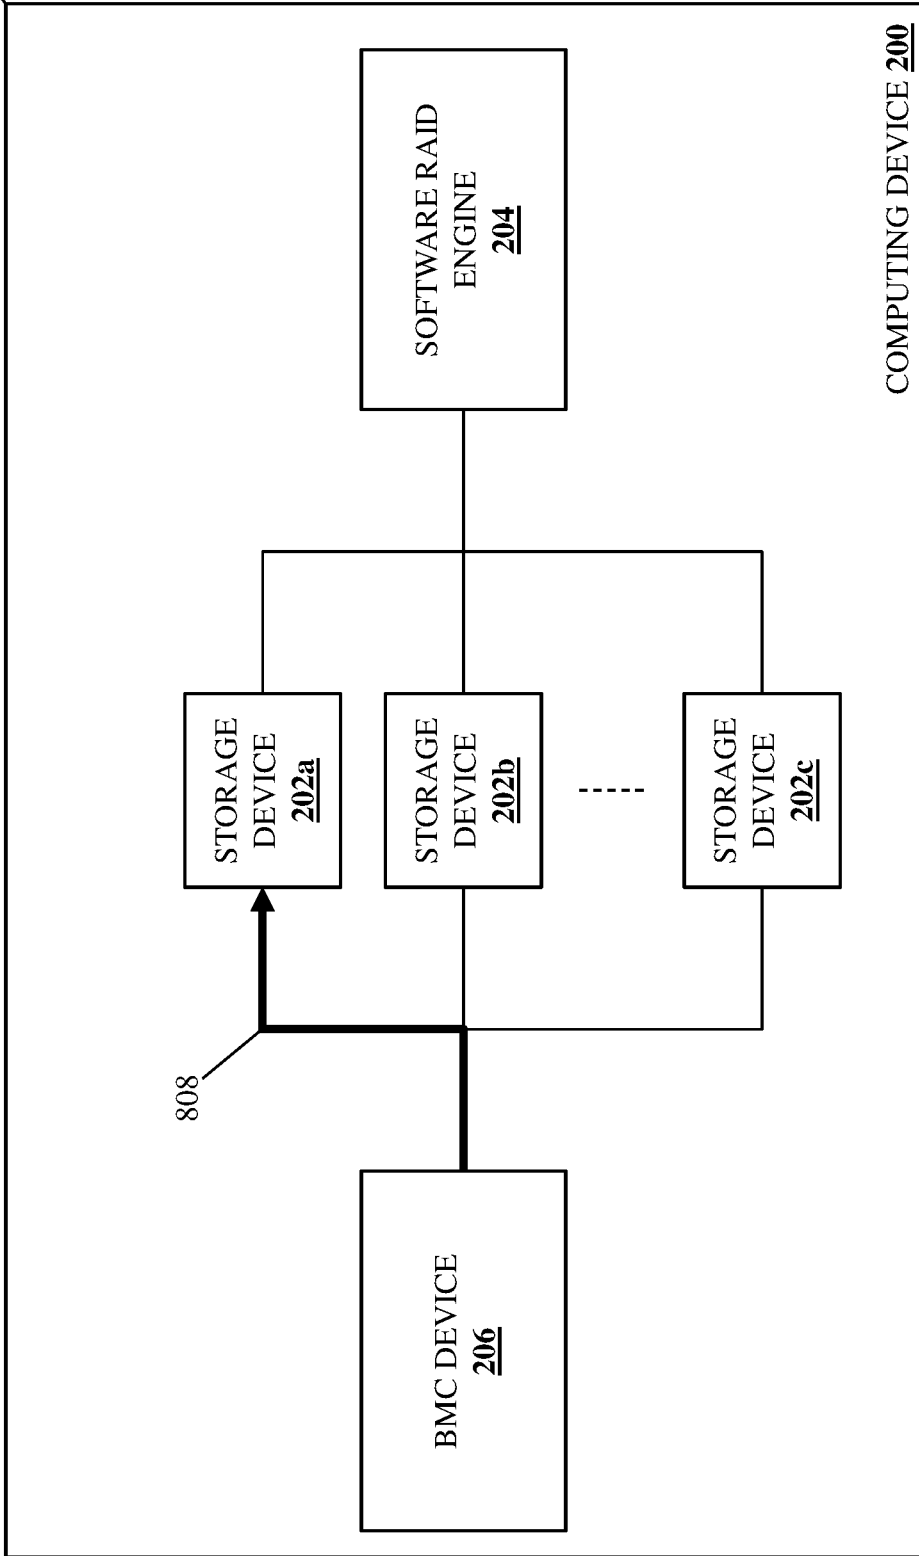 BMC DEVICE
206
808
STORAGE
DEVICE
202a
STORAGE
DEVICE
202b
STORAGE
DEVICE
202c
SOFTWARE RAID
ENGINE
204
COMPUTING DEVICE 200